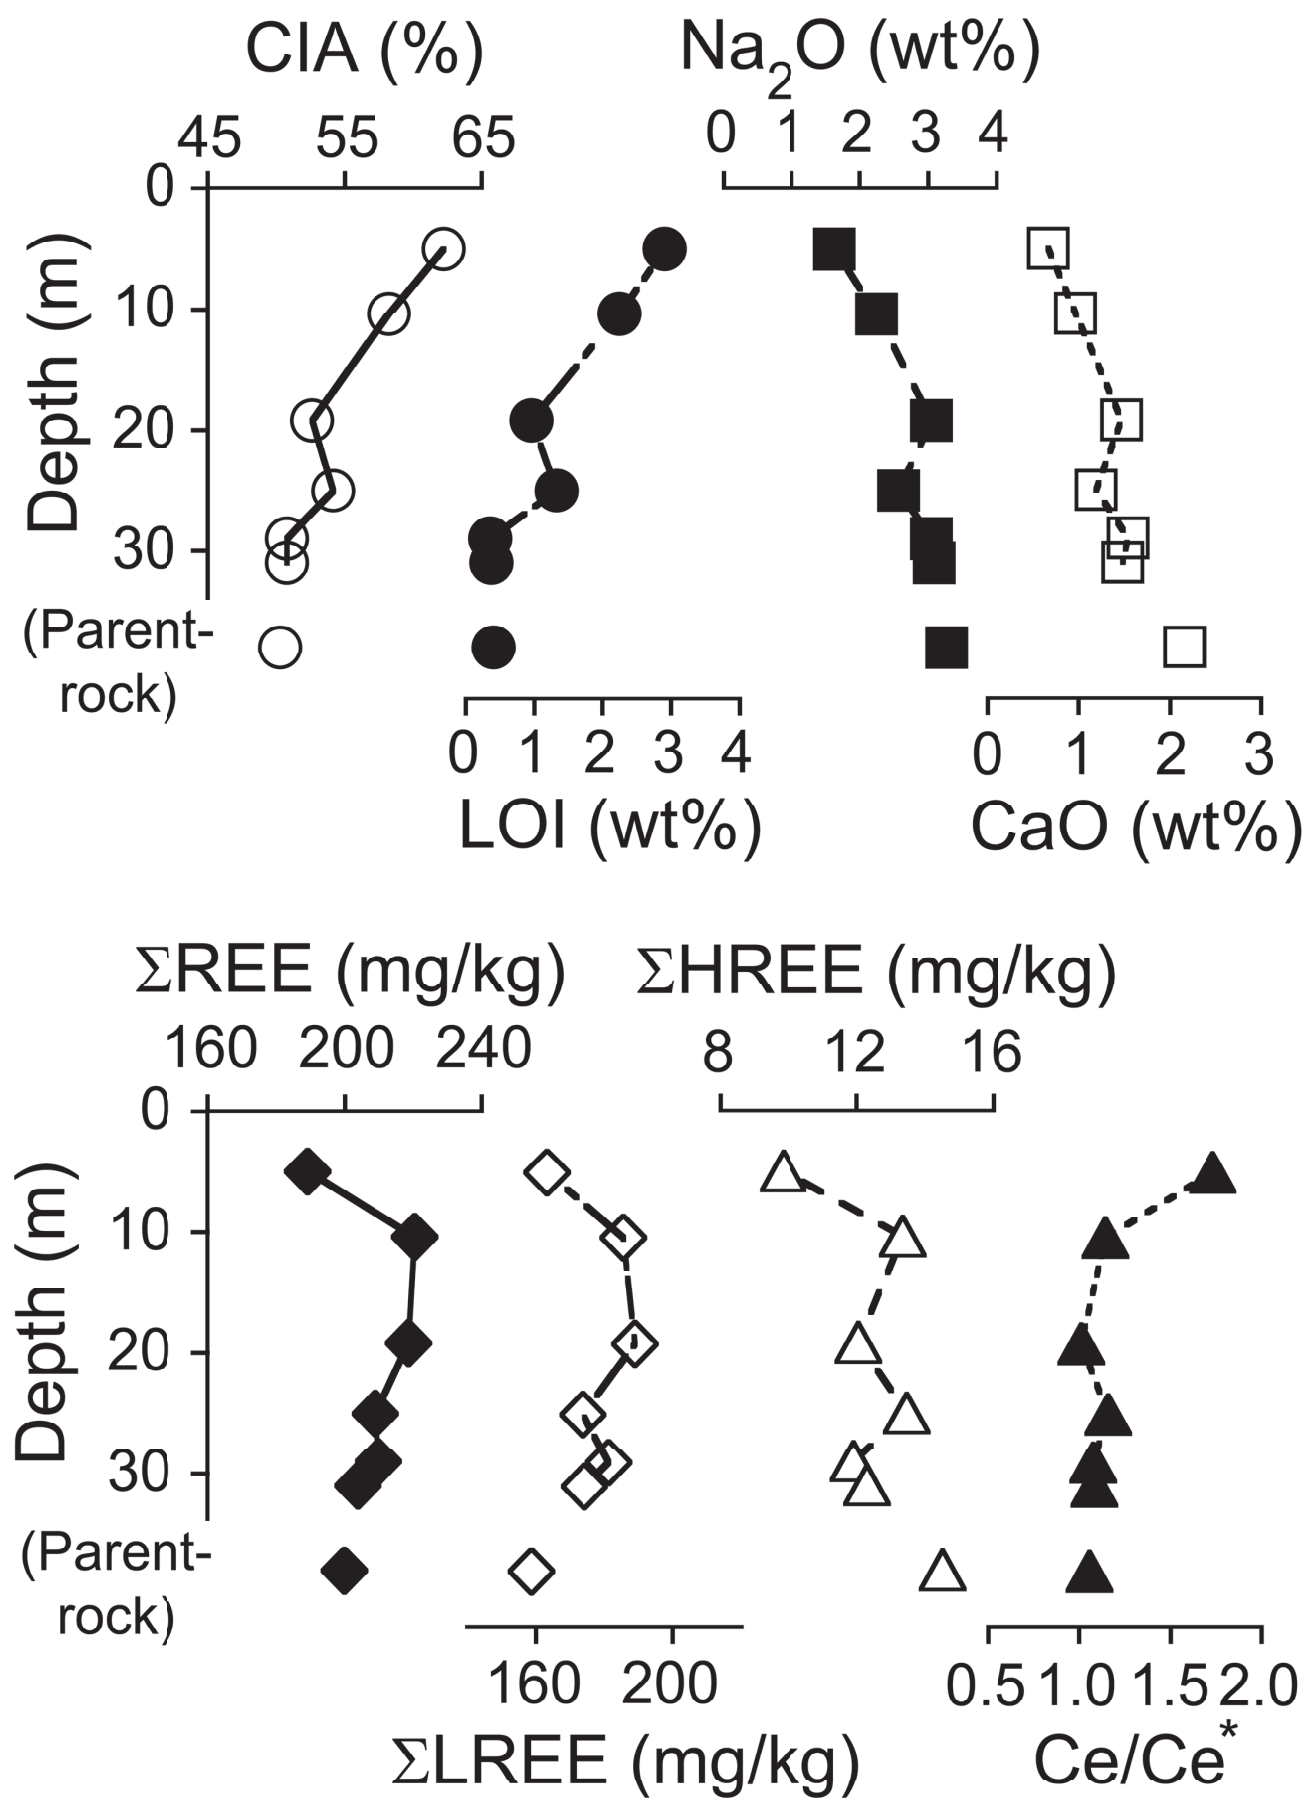 CIA (%) Na2O (wt%)
45 55 65 0 1 2 3 4
0
10
20
30
Depth (m)
(Parent-
rock)
0 1 2 3 4 0 1 2 3
LOI (wt%) CaO (wt%)
ΣREE (mg/kg) ΣHREE (mg/kg)
160 200 240 8 12 16
0
10
20
30
Depth (m)
(Parent-
rock)
160 200 0.5 1.0 1.5 2.0
ΣLREE (mg/kg) Ce/Ce*